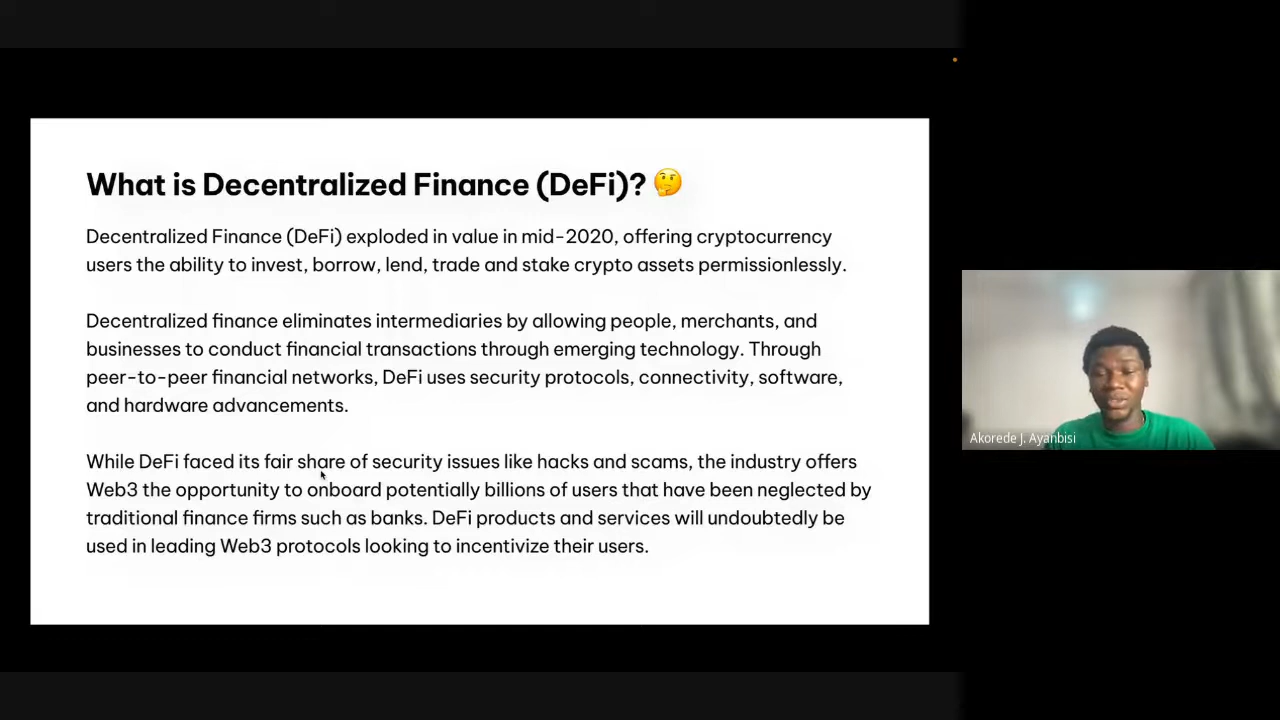 What is Decentralized Finance (DeFi)? 🤔
Decentralized Finance (DeFi) exploded in value in mid-2020, offering cryptocurrency
users the ability to invest, borrow, lend, trade and stake crypto assets permissionlessly.
Decentralized finance eliminates intermediaries by allowing people, merchants, and
businesses to conduct financial transactions through emerging technology. Through
peer-to-peer financial networks, DeFi uses security protocols, connectivity, software,
and hardware advancements.
While DeFi faced its fair share of security issues like hacks and scams, the industry offers
Web3 the opportunity to onboard potentially billions of users that have been neglected by
traditional finance firms such as banks. DeFi products and services will undoubtedly be
used in leading Web3 protocols looking to incentivize their users.
Akorede J. Ayanbisi